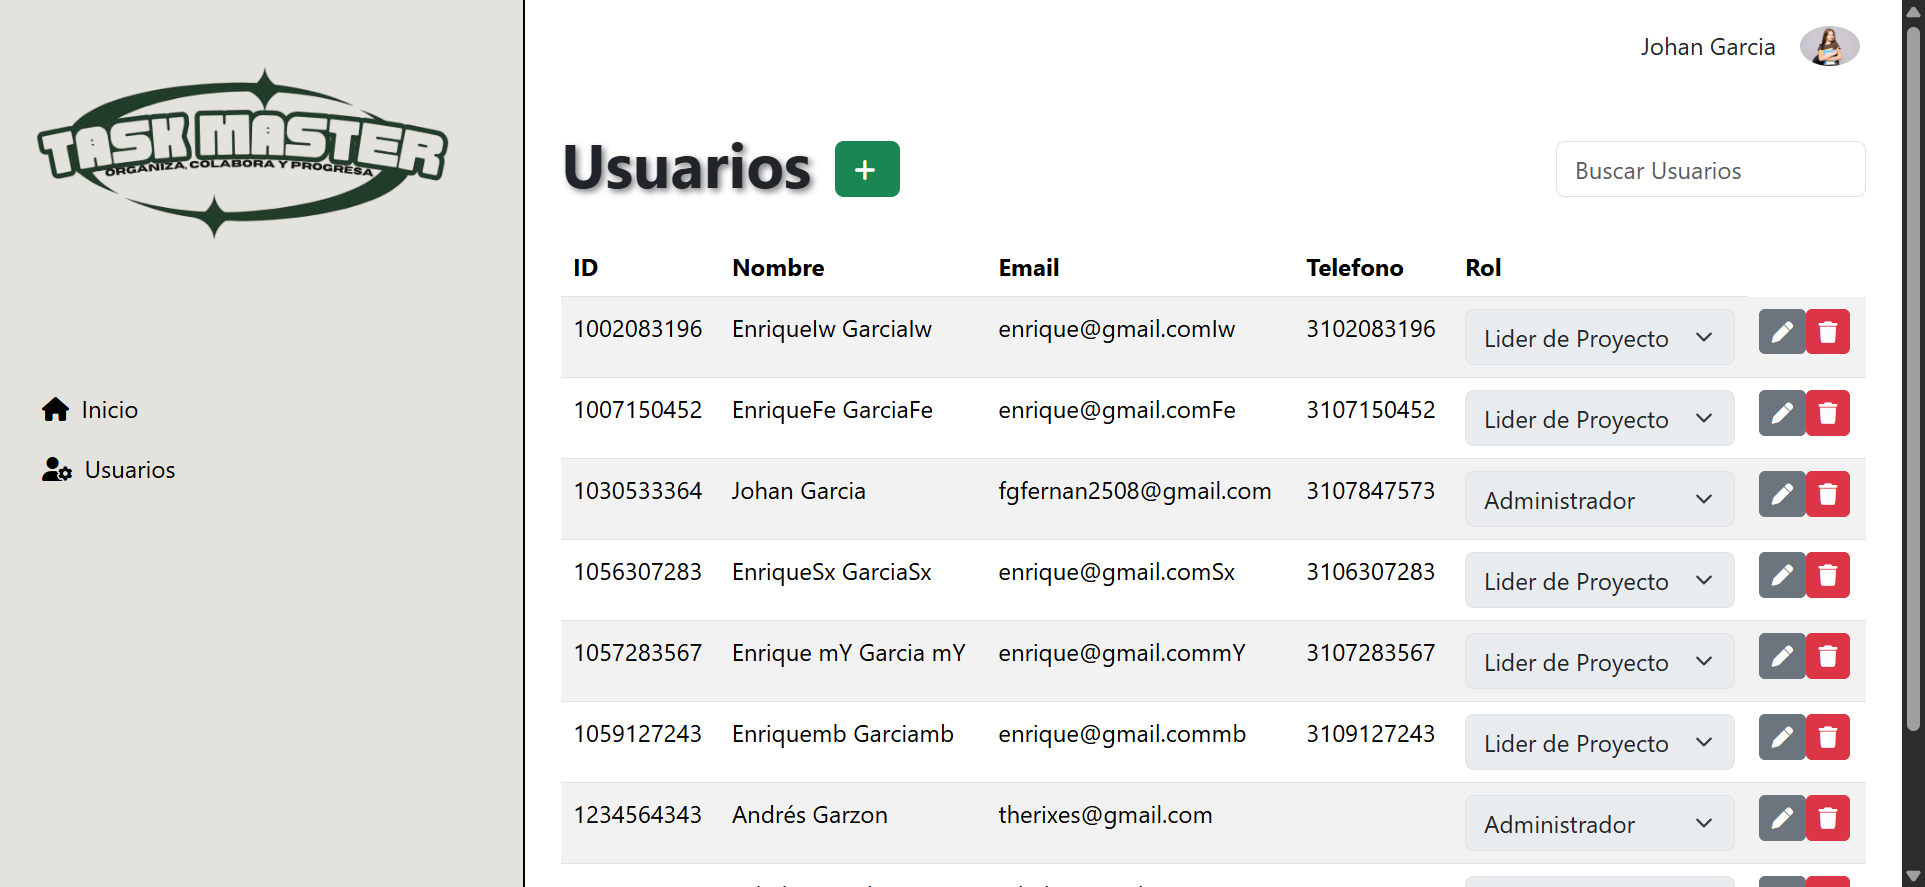 TASK MASTER
ORGANIZA, COLABORA Y PROGRESA
Inicio
Usuarios
Johan Garcia
Usuarios +
Buscar Usuarios
ID Nombre Email Telefono Rol
1002083196 EnriqueIw GarciaIw enrique@gmail.comIw 3102083196 Lider de Proyecto
1007150452 EnriqueFe GarciaFe enrique@gmail.comFe 3107150452 Lider de Proyecto
1030533364 Johan Garcia fgfernan2508@gmail.com 3107847573 Administrador
1056307283 EnriqueSx GarciaSx enrique@gmail.comSx 3106307283 Lider de Proyecto
1057283567 Enrique mY Garcia mY enrique@gmail.commY 3107283567 Lider de Proyecto
1059127243 Enriquemb Garciamb enrique@gmail.commb 3109127243 Lider de Proyecto
1234564343 Andrés Garzon therixes@gmail.com Administrador